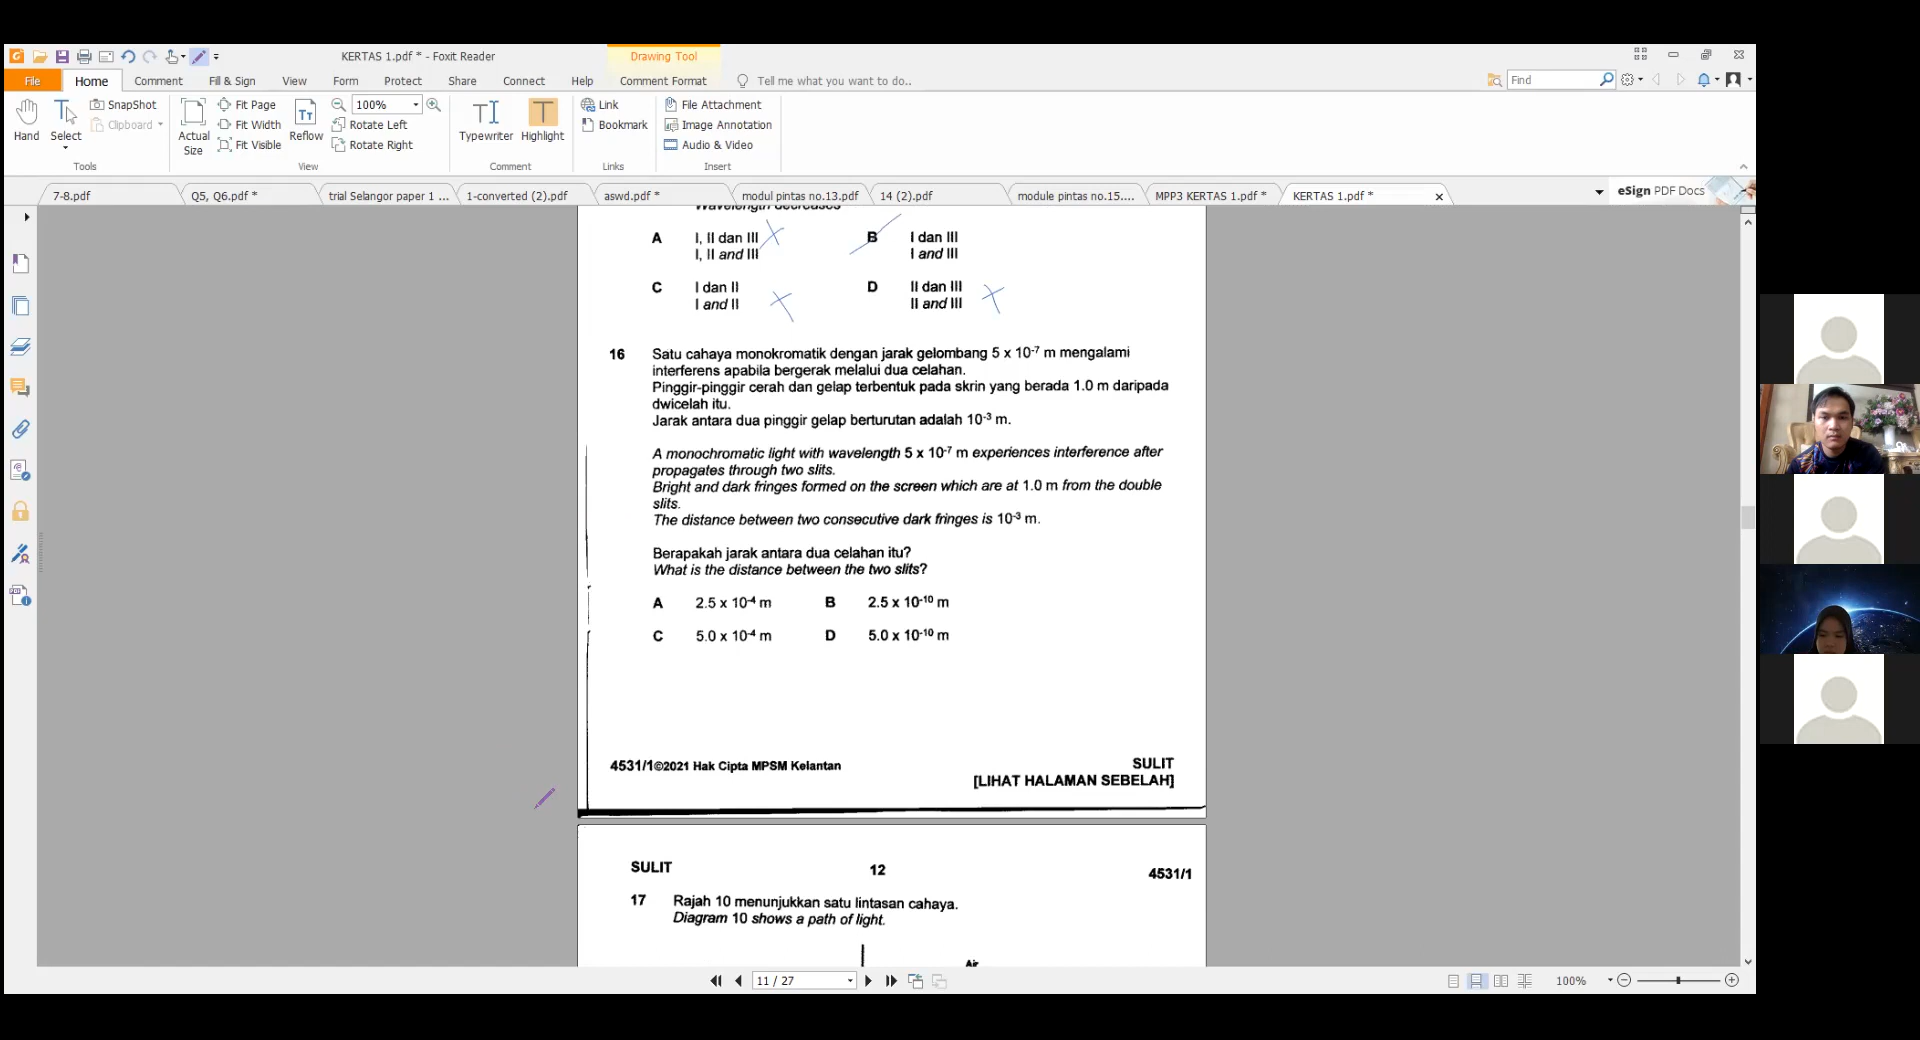 KERTAS 1.pdf * - Foxit Reader
Drawing Tool
File Home Comment Fill & Sign View Form Protect Share Connect Help Comment Format Tell me what you want to do.. Find
Hand Select SnapShot Clipboard
Tools
Actual Size Fit Page Fit Width Fit Visible Reflow 100% Rotate Left Rotate Right
View
Typewriter Highlight
Comment
Link Bookmark
Links
File Attachment Image Annotation Audio & Video
Insert
7-8.pdf Q5, Q6.pdf * trial Selangor paper 1 ... 1-converted (2).pdf aswd.pdf * modul pintas no.13.pdf 14 (2).pdf module pintas no.15.... MPP3 KERTAS 1.pdf * KERTAS 1.pdf * eSign PDF Docs
Wavelength decreases
A I, II dan III B I dan III
I, II and III I and III
C I dan II D II dan III
I and II II and III
16 Satu cahaya monokromatik dengan jarak gelombang 5 x 10⁻⁷ m mengalami
interferens apabila bergerak melalui dua celahan.
Pinggir-pinggir cerah dan gelap terbentuk pada skrin yang berada 1.0 m daripada
dwicelah itu.
Jarak antara dua pinggir gelap berturutan adalah 10⁻³ m.
A monochromatic light with wavelength 5 x 10⁻⁷ m experiences interference after
propagates through two slits.
Bright and dark fringes formed on the screen which are at 1.0 m from the double
slits.
The distance between two consecutive dark fringes is 10⁻³ m.
Berapakah jarak antara dua celahan itu?
What is the distance between the two slits?
A 2.5 x 10⁻⁴ m B 2.5 x 10⁻¹⁰ m
C 5.0 x 10⁻⁴ m D 5.0 x 10⁻¹⁰ m
4531/1©2021 Hak Cipta MPSM Kelantan SULIT
[LIHAT HALAMAN SEBELAH]
SULIT 12 4531/1
17 Rajah 10 menunjukkan satu lintasan cahaya.
Diagram 10 shows a path of light.
Air
11 / 27 100%